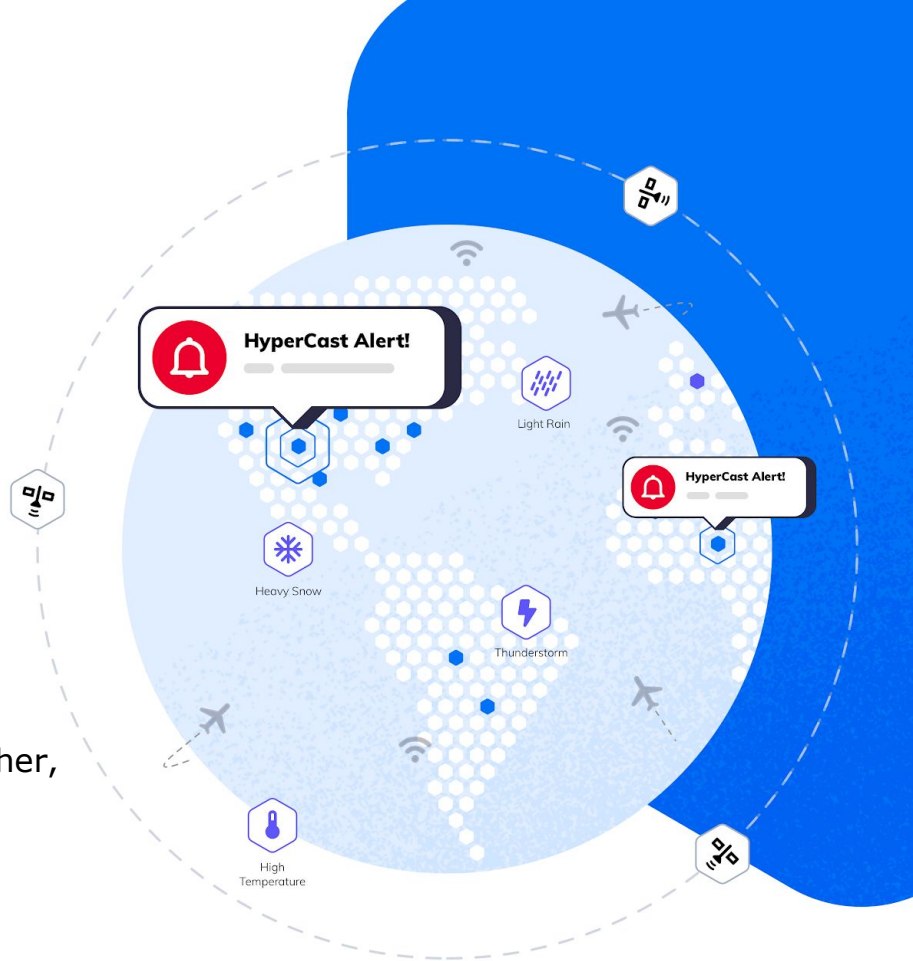 HyperCast Alert!
Light Rain
HyperCast Alert!
Heavy Snow
Thunderstorm
her,
High
Temperature